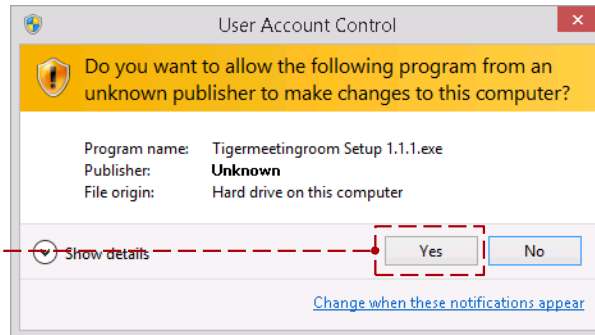 User Account Control
Do you want to allow the following program from an
unknown publisher to make changes to this computer?
Program name: Tigermeetingroom Setup 1.1.1.exe
Publisher: Unknown
File origin: Hard drive on this computer
Show details Yes No
Change when these notifications appear